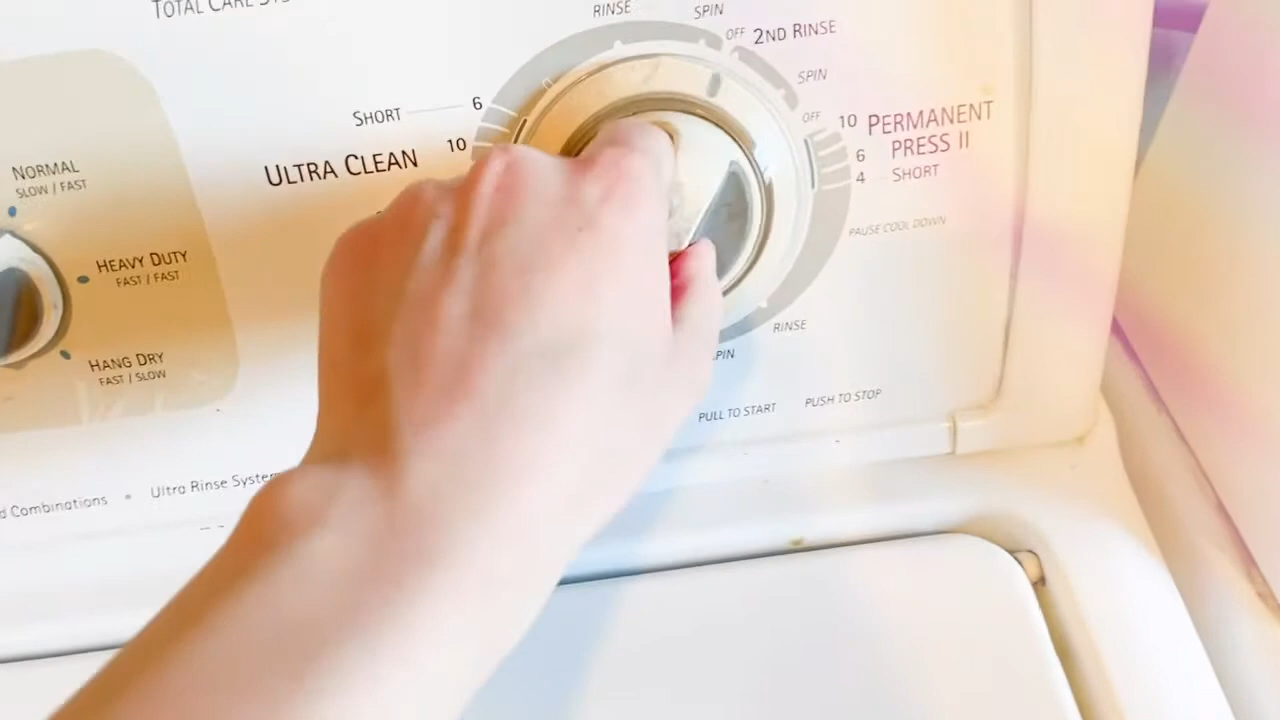 TOTAL CARE
RINSE
SPIN
OFF
2ND RINSE
SPIN
SHORT
6
OFF
10
PERMANENT
PRESS II
ULTRA CLEAN
10
6
4
SHORT
NORMAL
SLOW / FAST
PAUSE COOL DOWN
HEAVY DUTY
FAST / FAST
RINSE
HANG DRY
FAST / SLOW
PULL TO START
PUSH TO STOP
Combinations • Ultra Rinse System